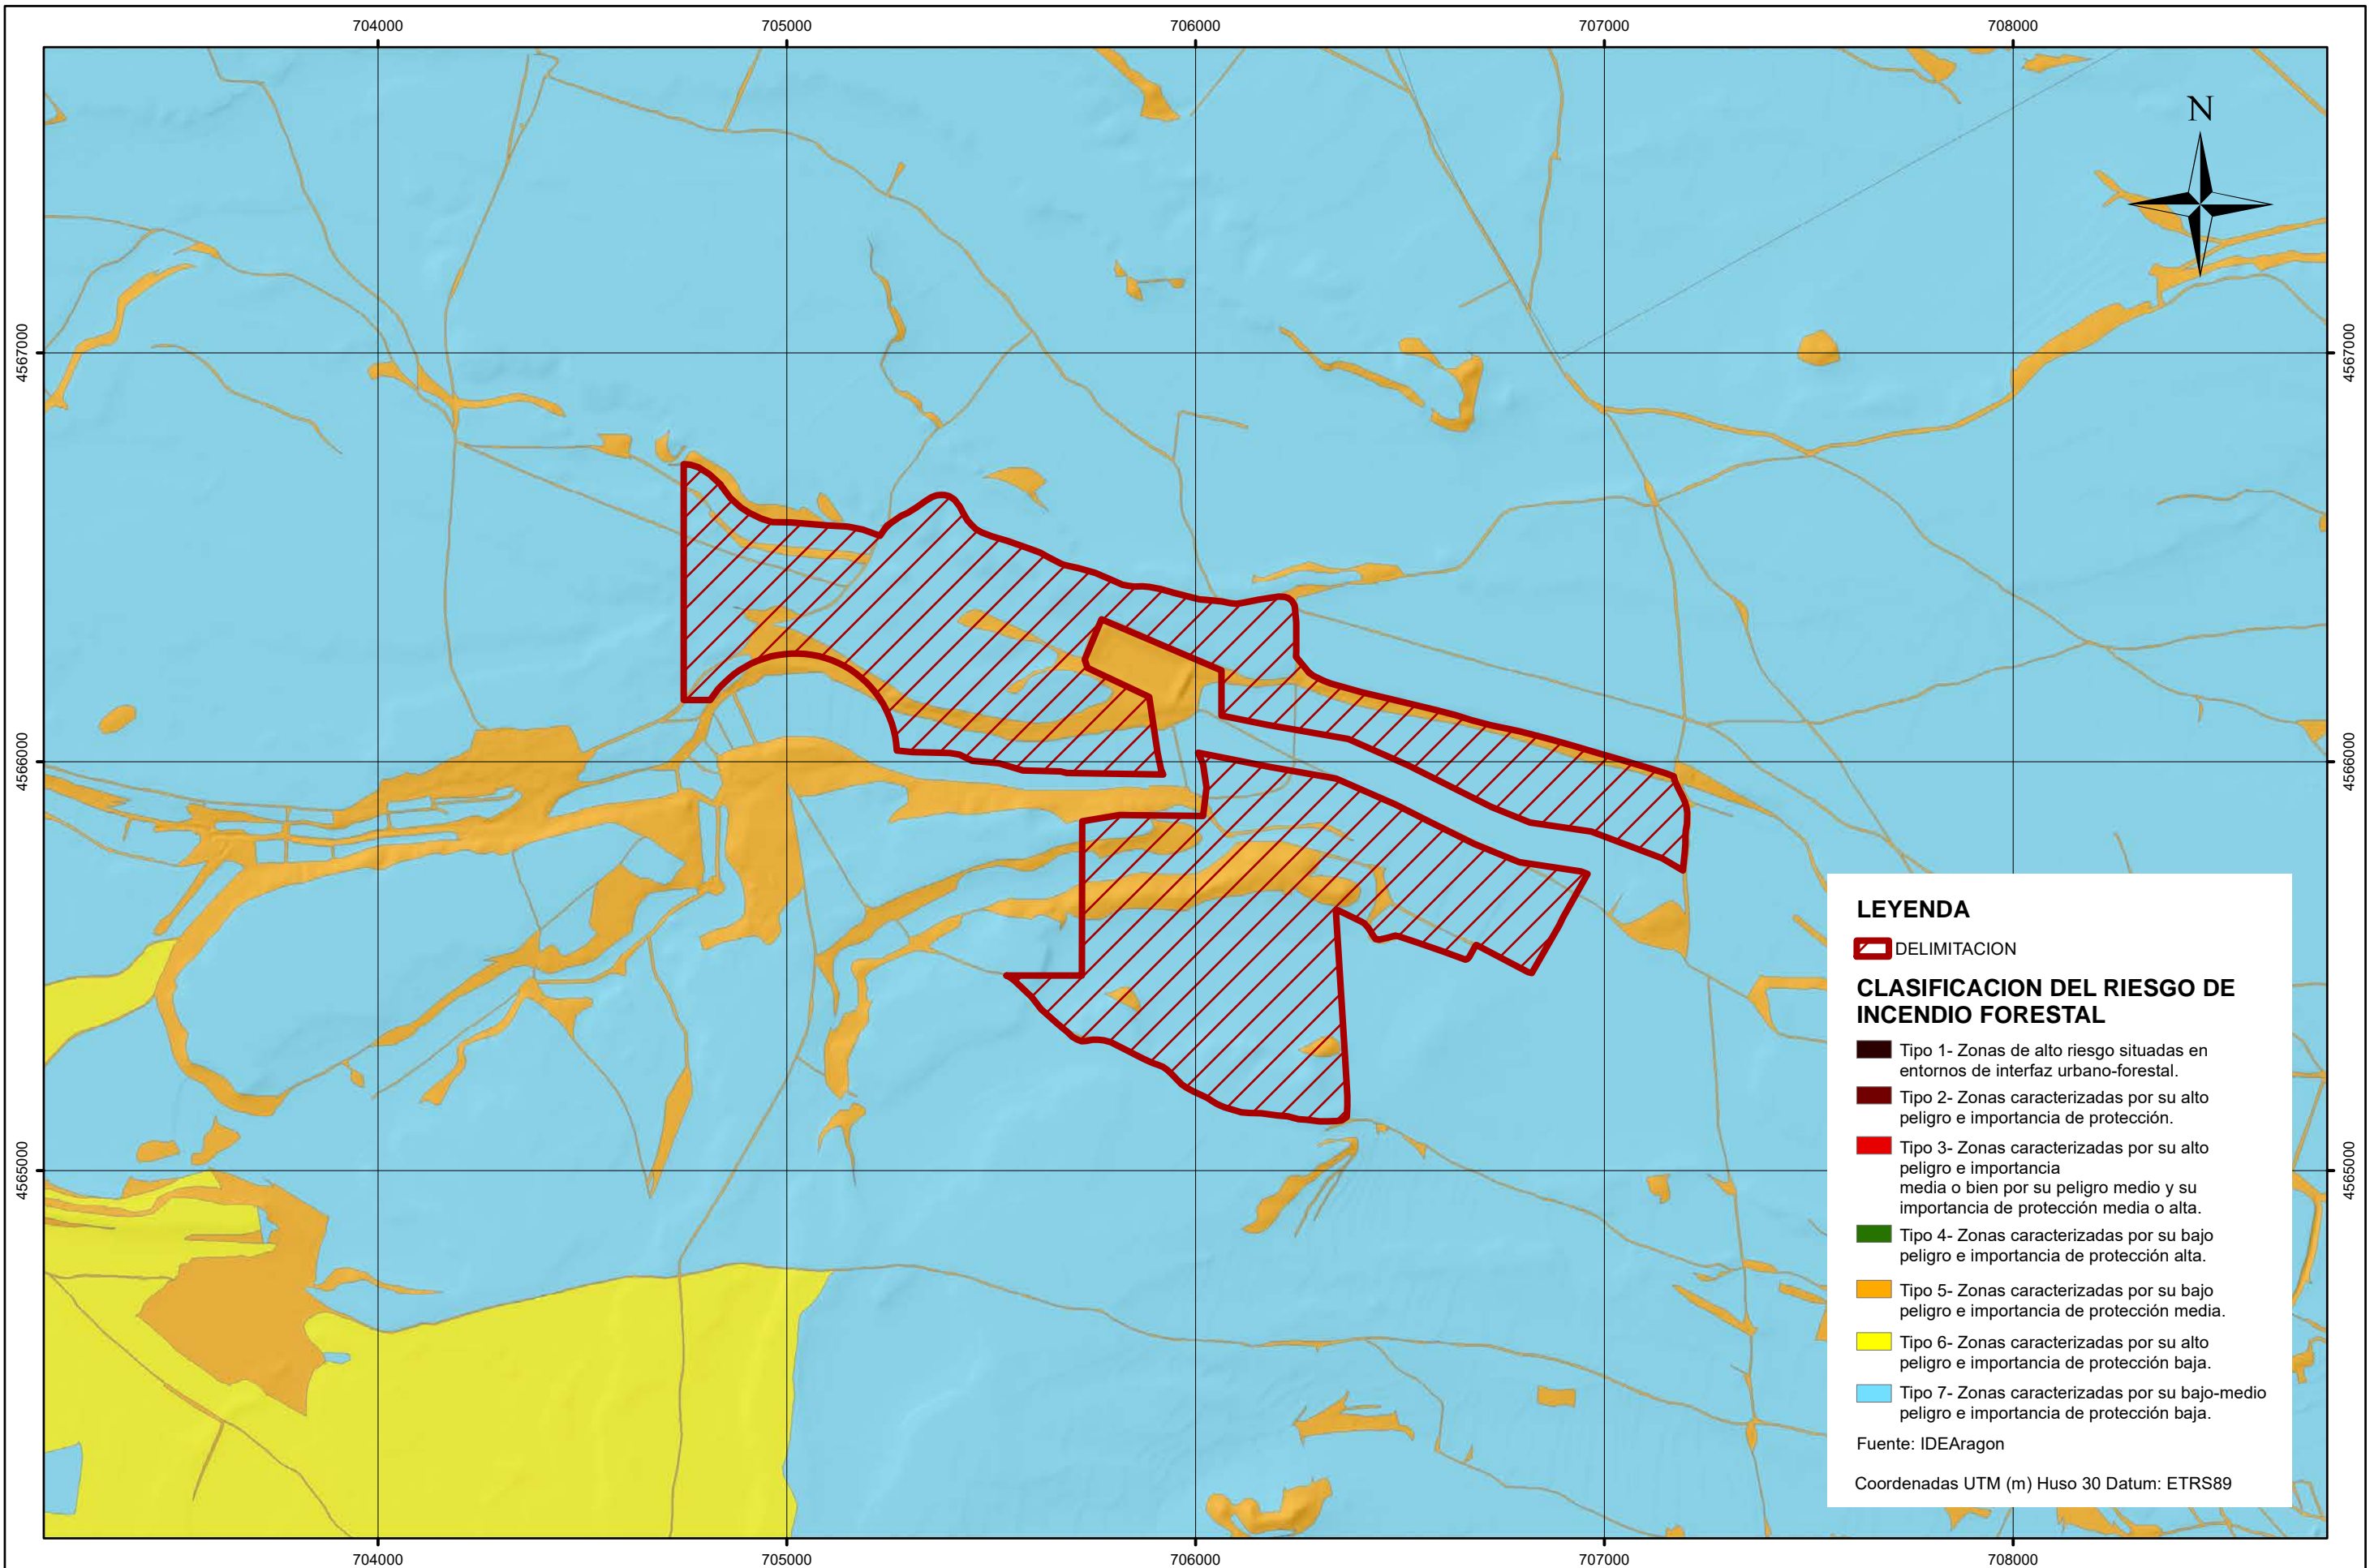 704000 705000 706000 707000 708000
N
4567000 4567000
4566000 4566000
4565000 4565000
LEYENDA
DELIMITACION
CLASIFICACION DEL RIESGO DE
INCENDIO FORESTAL
Tipo 1- Zonas de alto riesgo situadas en
entornos de interfaz urbano-forestal.
Tipo 2- Zonas caracterizadas por su alto
peligro e importancia de protección.
Tipo 3- Zonas caracterizadas por su alto
peligro e importancia
media o bien por su peligro medio y su
importancia de protección media o alta.
Tipo 4- Zonas caracterizadas por su bajo
peligro e importancia de protección alta.
Tipo 5- Zonas caracterizadas por su bajo
peligro e importancia de protección media.
Tipo 6- Zonas caracterizadas por su alto
peligro e importancia de protección baja.
Tipo 7- Zonas caracterizadas por su bajo-medio
peligro e importancia de protección baja.
Fuente: IDEAragon
Coordenadas UTM (m) Huso 30 Datum: ETRS89
704000 705000 706000 707000 708000